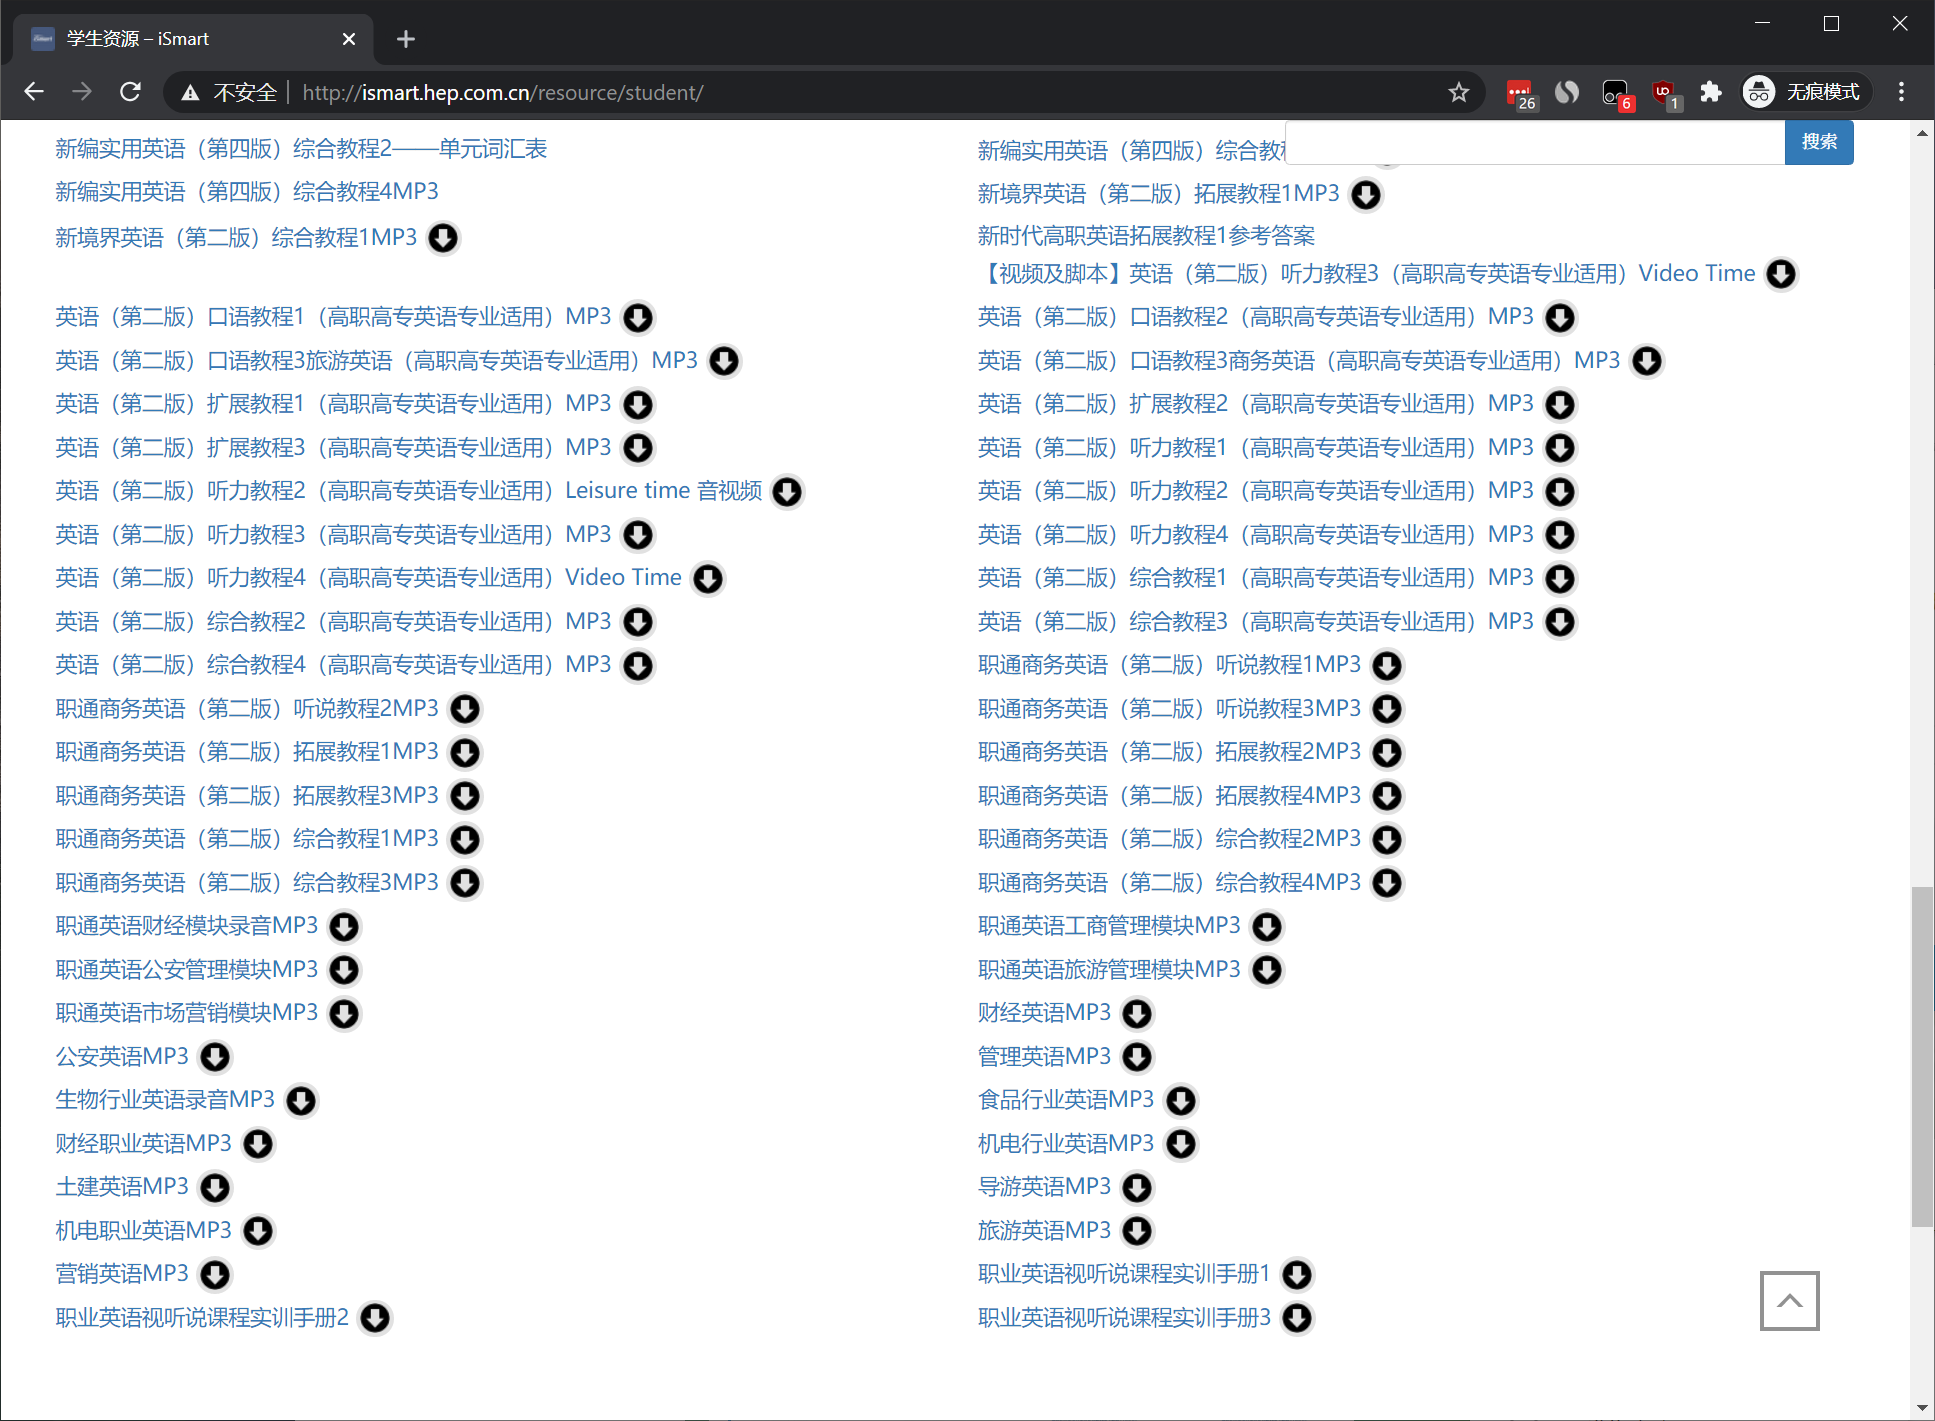 学生资源 – iSmart
不安全 http://ismart.hep.com.cn/resource/student/
26
6
1
无痕模式
搜索
新编实用英语（第四版）综合教程2——单元词汇表
新编实用英语（第四版）综合教
新编实用英语（第四版）综合教程4MP3
新境界英语（第二版）拓展教程1MP3
新境界英语（第二版）综合教程1MP3
新时代高职英语拓展教程1参考答案
【视频及脚本】英语（第二版）听力教程3（高职高专英语专业适用）Video Time
英语（第二版）口语教程1（高职高专英语专业适用）MP3
英语（第二版）口语教程2（高职高专英语专业适用）MP3
英语（第二版）口语教程3旅游英语（高职高专英语专业适用）MP3
英语（第二版）口语教程3商务英语（高职高专英语专业适用）MP3
英语（第二版）扩展教程1（高职高专英语专业适用）MP3
英语（第二版）扩展教程2（高职高专英语专业适用）MP3
英语（第二版）扩展教程3（高职高专英语专业适用）MP3
英语（第二版）听力教程1（高职高专英语专业适用）MP3
英语（第二版）听力教程2（高职高专英语专业适用）Leisure time 音视频
英语（第二版）听力教程2（高职高专英语专业适用）MP3
英语（第二版）听力教程3（高职高专英语专业适用）MP3
英语（第二版）听力教程4（高职高专英语专业适用）MP3
英语（第二版）听力教程4（高职高专英语专业适用）Video Time
英语（第二版）综合教程1（高职高专英语专业适用）MP3
英语（第二版）综合教程2（高职高专英语专业适用）MP3
英语（第二版）综合教程3（高职高专英语专业适用）MP3
英语（第二版）综合教程4（高职高专英语专业适用）MP3
职通商务英语（第二版）听说教程1MP3
职通商务英语（第二版）听说教程2MP3
职通商务英语（第二版）听说教程3MP3
职通商务英语（第二版）拓展教程1MP3
职通商务英语（第二版）拓展教程2MP3
职通商务英语（第二版）拓展教程3MP3
职通商务英语（第二版）拓展教程4MP3
职通商务英语（第二版）综合教程1MP3
职通商务英语（第二版）综合教程2MP3
职通商务英语（第二版）综合教程3MP3
职通商务英语（第二版）综合教程4MP3
职通英语财经模块录音MP3
职通英语工商管理模块MP3
职通英语公安管理模块MP3
职通英语旅游管理模块MP3
职通英语市场营销模块MP3
财经英语MP3
公安英语MP3
管理英语MP3
生物行业英语录音MP3
食品行业英语MP3
财经职业英语MP3
机电行业英语MP3
土建英语MP3
导游英语MP3
机电职业英语MP3
旅游英语MP3
营销英语MP3
职业英语视听说课程实训手册1
职业英语视听说课程实训手册2
职业英语视听说课程实训手册3